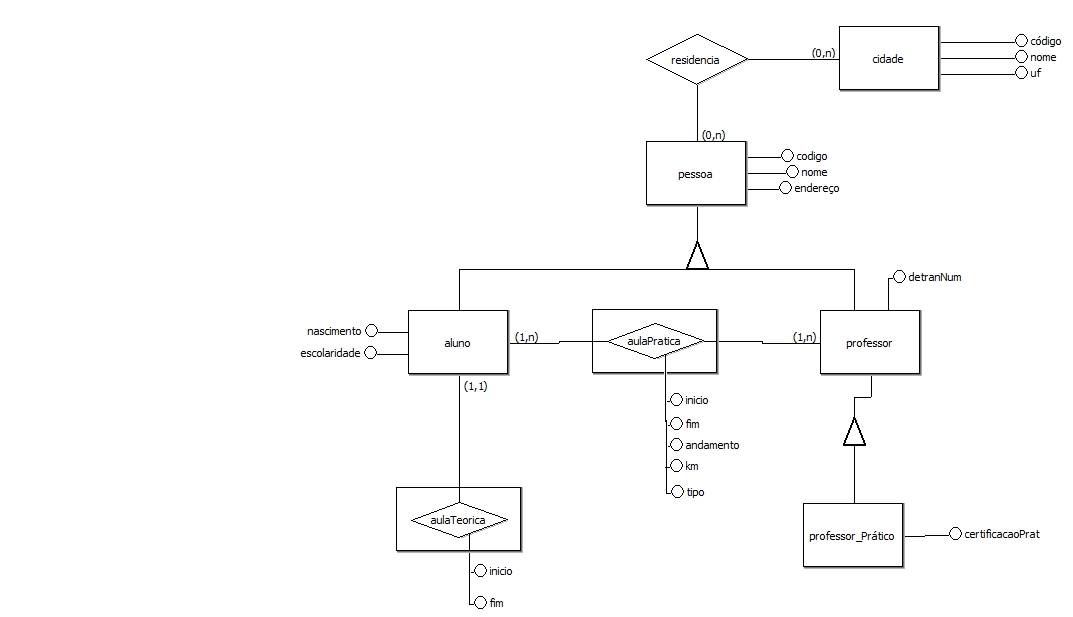 residencia
(0,n)
cidade
código
nome
uf
(0,n)
pessoa
codigo
nome
endereço
detranNum
nascimento
escolaridade
aluno
(1,n)
aulaPratica
(1,n)
professor
(1,1)
inicio
fim
andamento
km
tipo
aulaTeorica
inicio
fim
professor_Prático
certificacaoPrat